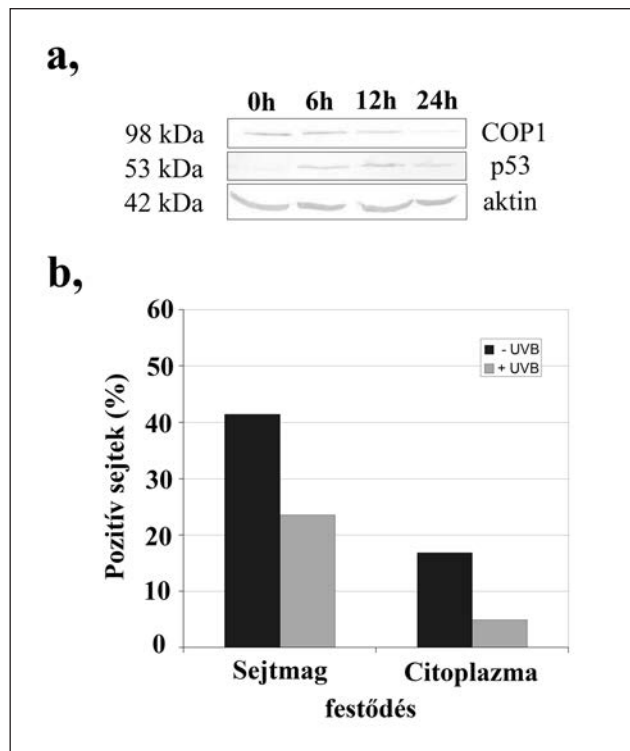 a,
0h 6h 12h 24h
98 kDa COP1
53 kDa p53
42 kDa aktin
b,
60
50
40
30
20
10
0
Pozitív sejtek (%)
- UVB
+ UVB
Sejtmag Citoplazma
festődés